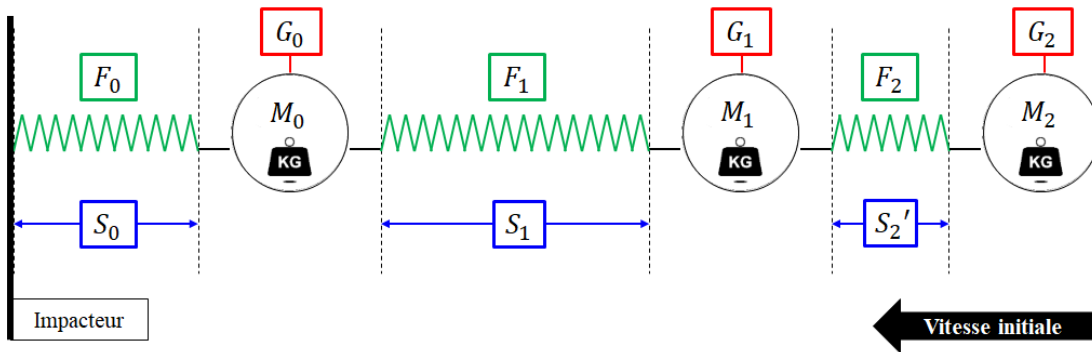 G₀
G₁
G₂
F₀
F₁
F₂
M₀
M₁
M₂
KG
KG
KG
S₀
S₁
S₂′
Impacteur
Vitesse initiale